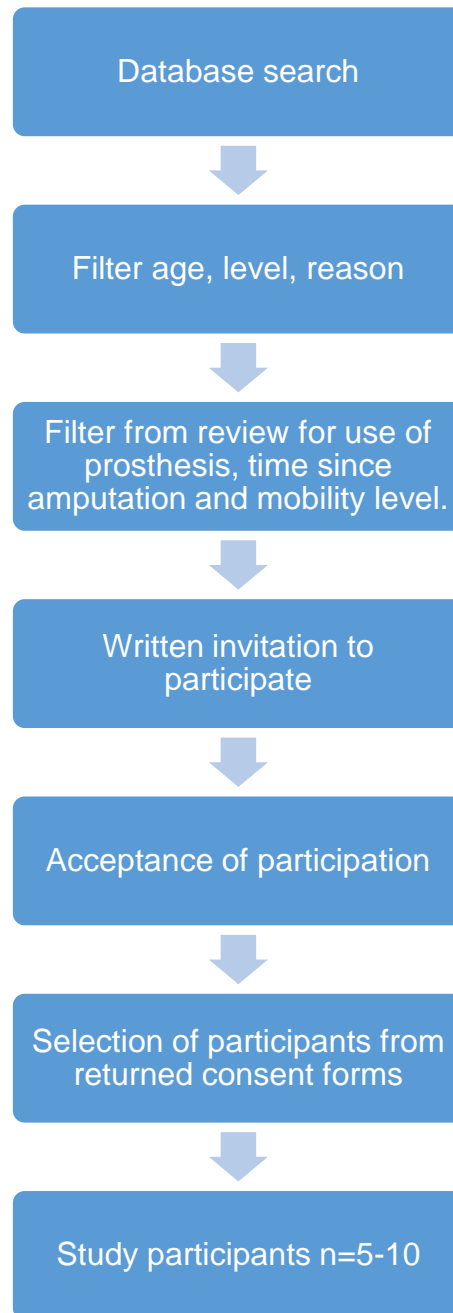 Database search
Filter age, level, reason
Filter from review for use of
prosthesis, time since
amputation and mobility level.
Written invitation to
participate
Acceptance of participation
Selection of participants from
returned consent forms
Study participants n=5-10